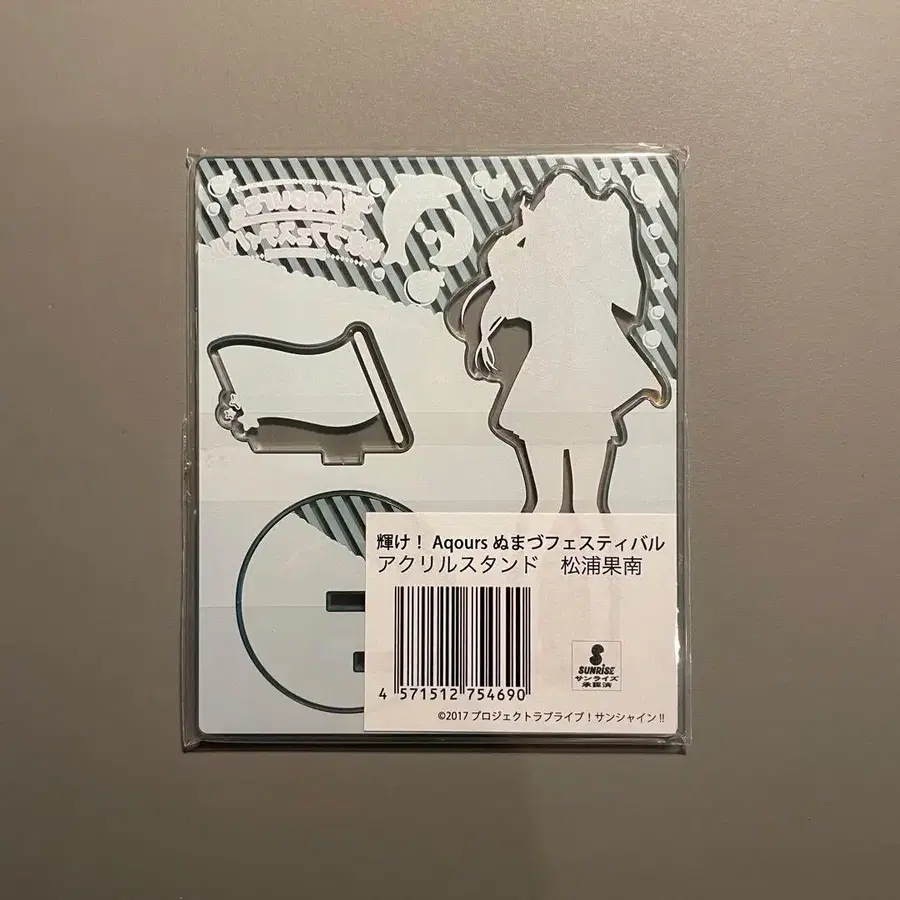 輝け！ Aqours ぬまづフェスティバル
アクリルスタンド　松浦果南
4 571512 754690
SUNRISE
サンライズ
承認済
©2017 プロジェクトラブライブ！サンシャイン!!